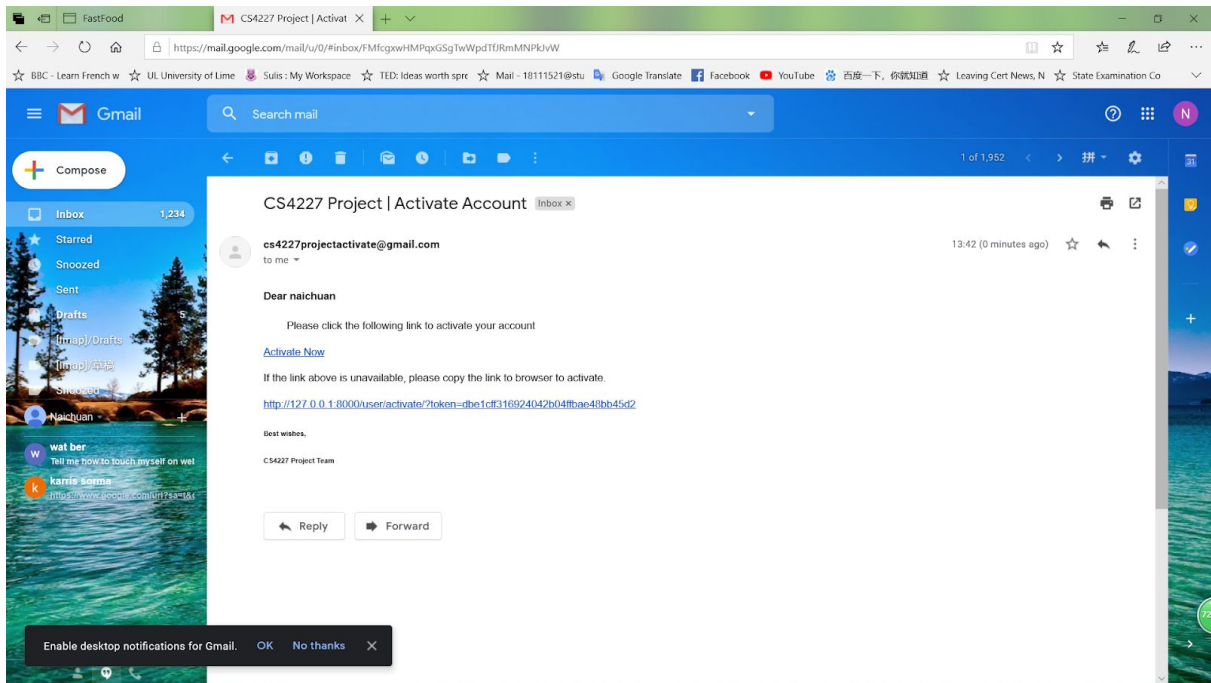 FastFood
CS4227 Project | Activat
https://mail.google.com/mail/u/0/#inbox/FMfcgxwHMPqxGSgTwWpdTfJRmMNPkJvW
BBC - Learn French w UL University of Lime Sulis : My Workspace TED: Ideas worth spre Mail - 18111521@stu Google Translate Facebook YouTube 百度一下，你就知道 Leaving Cert News, N State Examination Co
Gmail
Search mail
N
Compose
1 of 1,952
拼
31
Inbox 1,234
Starred
Snoozed
Sent
Drafts 5
[Imap]/Drafts
[Imap]/草稿
Snoozed
Naichuan
W
wat ber
Tell me how to touch myself on wet
k
karris sorma
https://www.google.com/url?sa=t&s
CS4227 Project | Activate Account Inbox ×
cs4227projectactivate@gmail.com
13:42 (0 minutes ago)
to me
Dear naichuan
Please click the following link to activate your account
Activate Now
If the link above is unavailable, please copy the link to browser to activate.
http://127.0.0.1:8000/user/activate/?token=dbe1cff316924042b04ffbae48bb45d2
Best wishes,
CS4227 Project Team
Reply
Forward
72
Enable desktop notifications for Gmail. OK No thanks